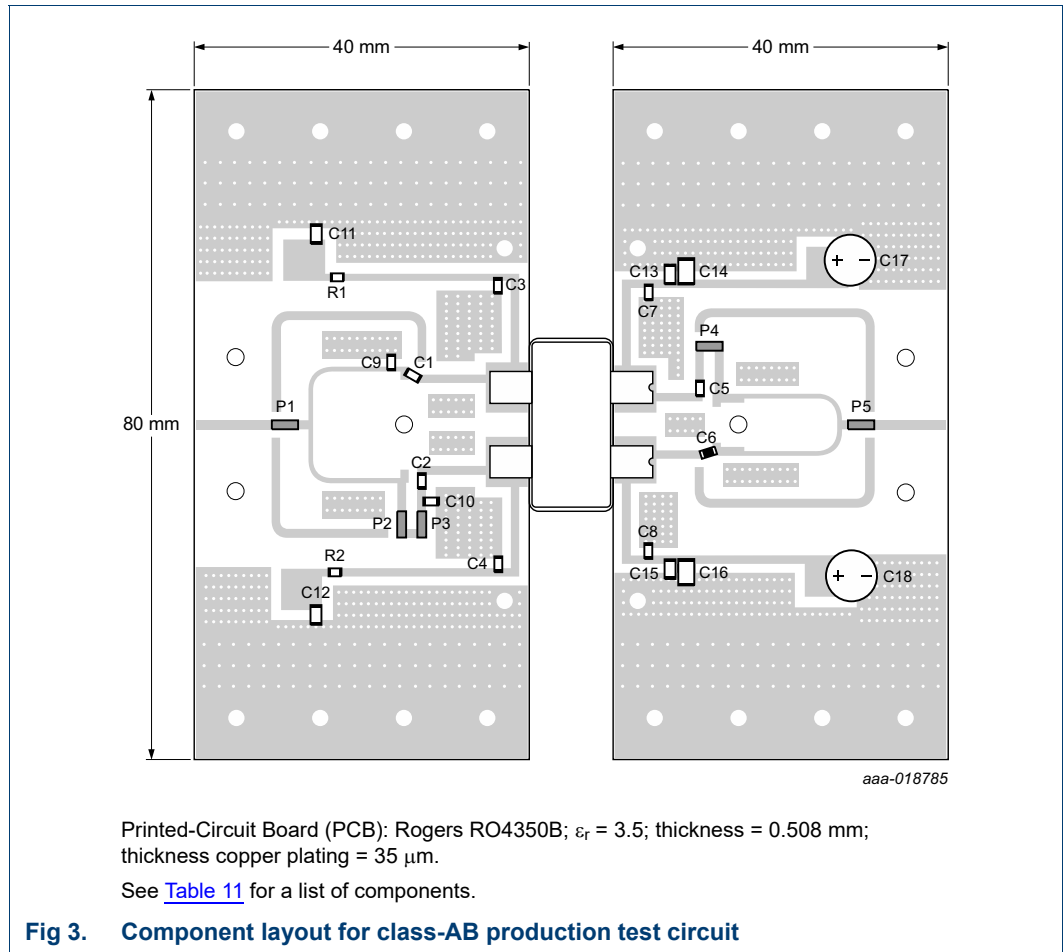 40 mm
40 mm
C11
C17
C13
C14
R1
C3
C7
P4
C9
C1
C5
P1
P5
80 mm
C6
C2
C10
P2
P3
C8
R2
C4
C15
C16
C18
C12
+ −
+ −
aaa-018785
Printed-Circuit Board (PCB): Rogers RO4350B; εr = 3.5; thickness = 0.508 mm;
thickness copper plating = 35 μm.
See Table 11 for a list of components.
Fig 3. Component layout for class-AB production test circuit